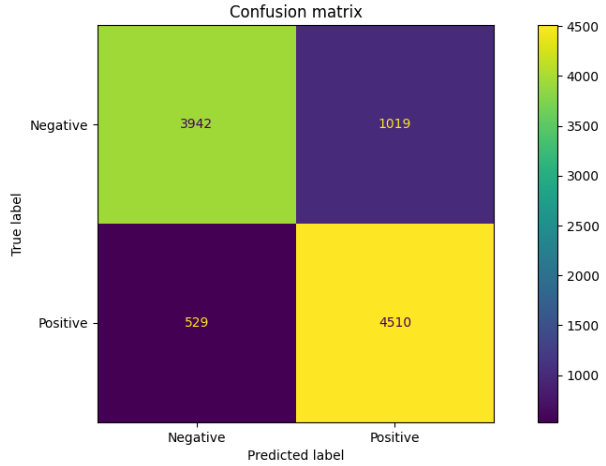 Confusion matrix
True label
Negative
Positive
3942 1019
529 4510
Negative Positive
Predicted label
4500
4000
3500
3000
2500
2000
1500
1000